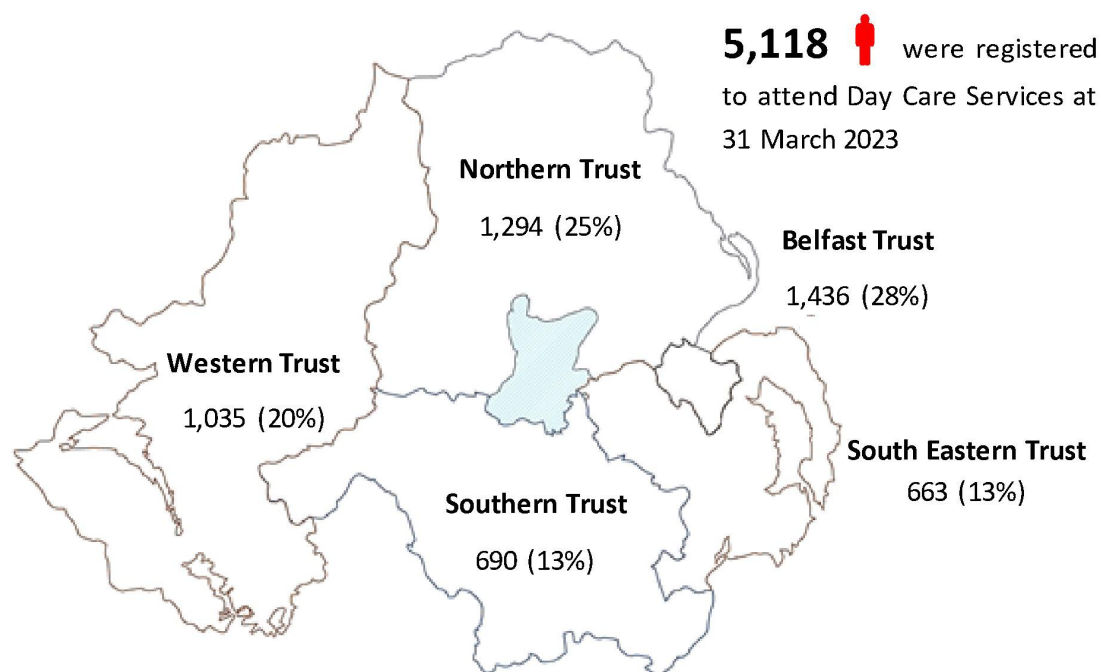 5,118 were registered
to attend Day Care Services at
31 March 2023
Northern Trust
1,294 (25%)
Belfast Trust
1,436 (28%)
Western Trust
1,035 (20%)
South Eastern Trust
663 (13%)
Southern Trust
690 (13%)